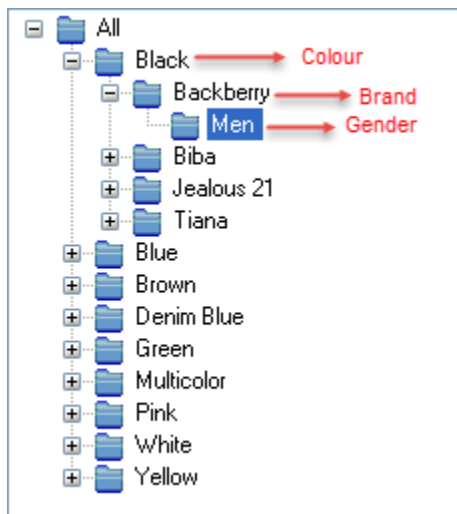 All
Black Colour
Backberry Brand
Men Gender
Biba
Jealous 21
Tiana
Blue
Brown
Denim Blue
Green
Multicolor
Pink
White
Yellow